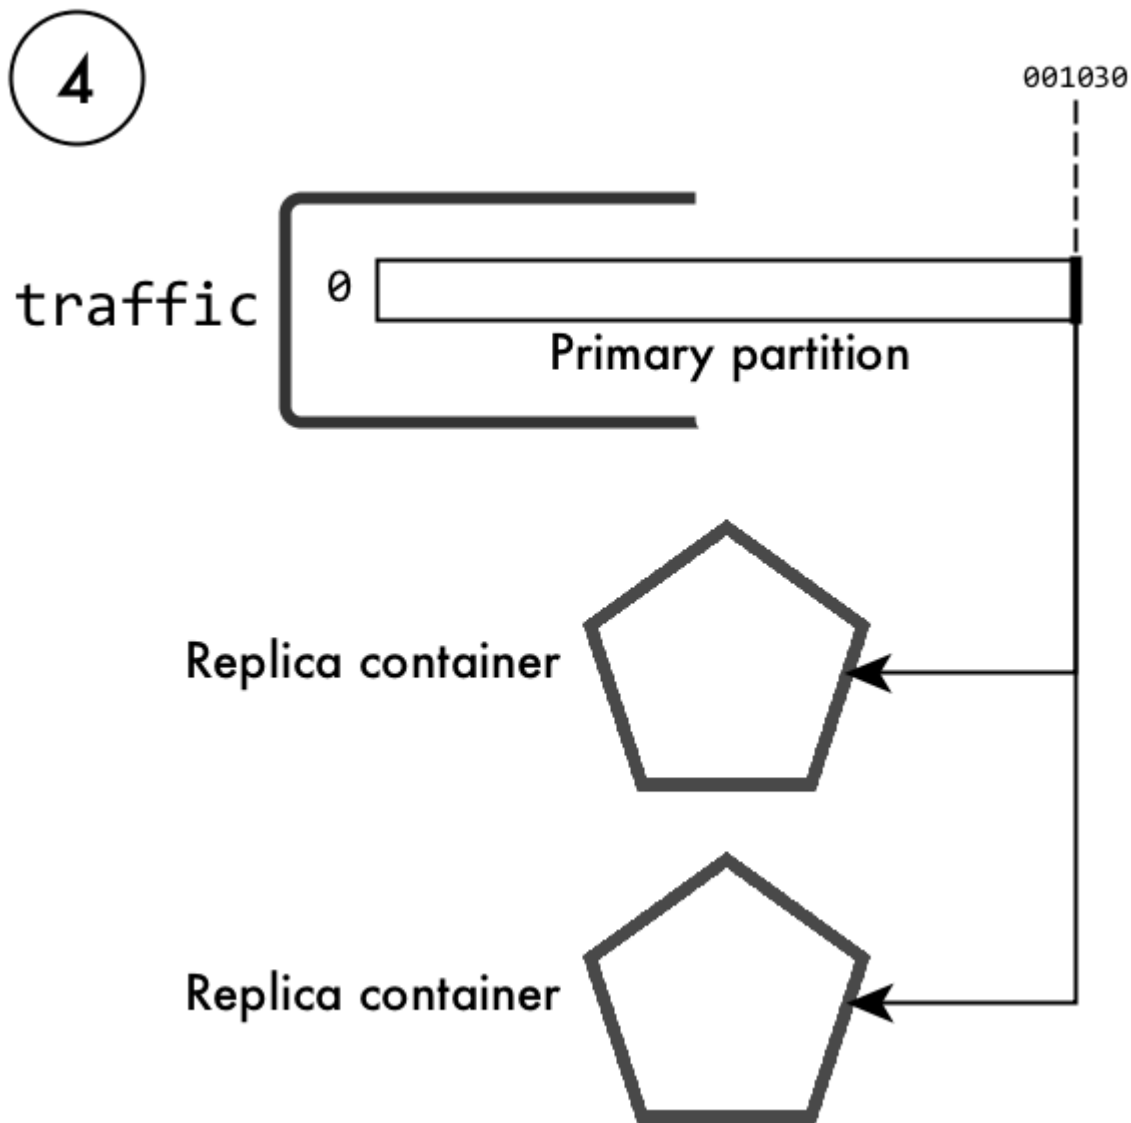 4
001030
traffic
0
Primary partition
Replica container
Replica container